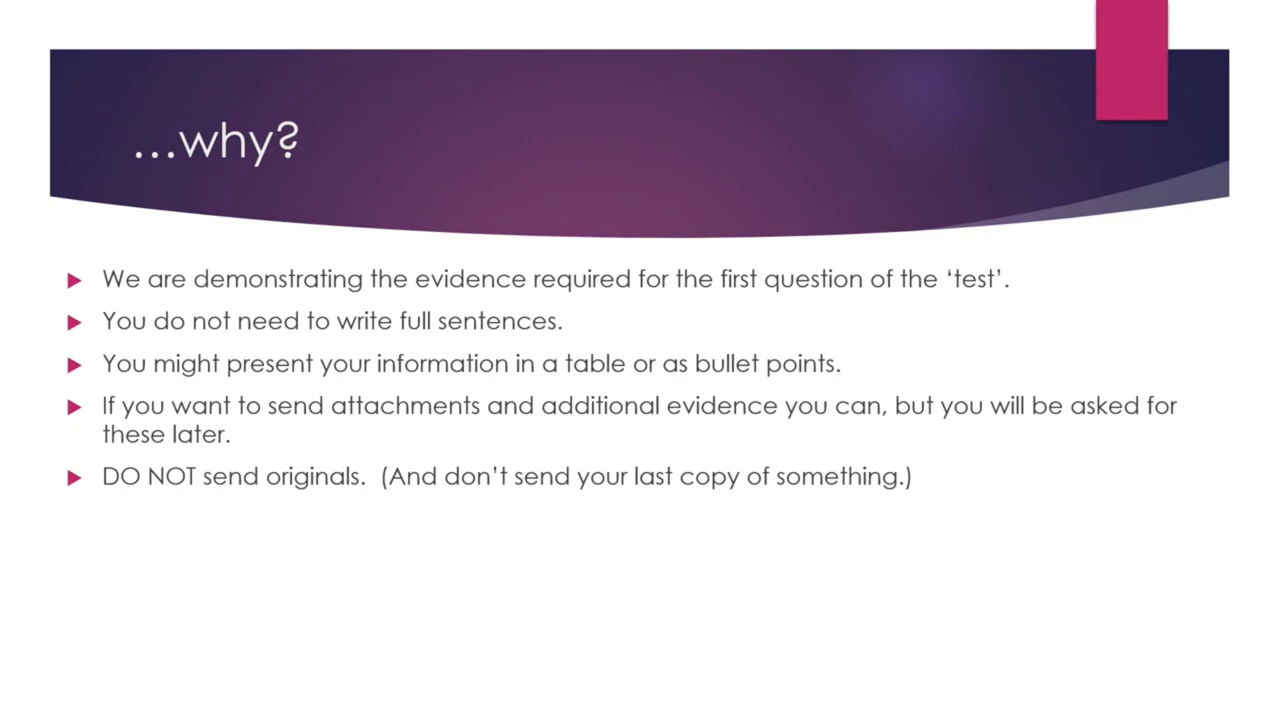 …why?
We are demonstrating the evidence required for the first question of the ‘test’.
You do not need to write full sentences.
You might present your information in a table or as bullet points.
If you want to send attachments and additional evidence you can, but you will be asked for
these later.
DO NOT send originals.  (And don’t send your last copy of something.)